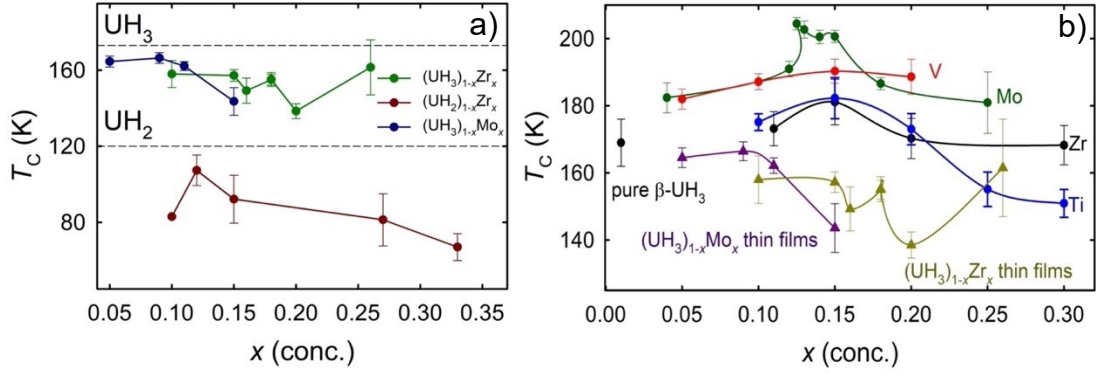 a)
UH₃
160
(UH₃)₁₋ₓZrₓ
(UH₂)₁₋ₓZrₓ
(UH₃)₁₋ₓMoₓ
UH₂
120
80
T_C (K)
0.05 0.10 0.15 0.20 0.25 0.30 0.35
x (conc.)
b)
200
V
Mo
180
Zr
160
pure β-UH₃
Ti
(UH₃)₁₋ₓMoₓ thin films
140
(UH₃)₁₋ₓZrₓ thin films
T_C (K)
0.00 0.05 0.10 0.15 0.20 0.25 0.30
x (conc.)